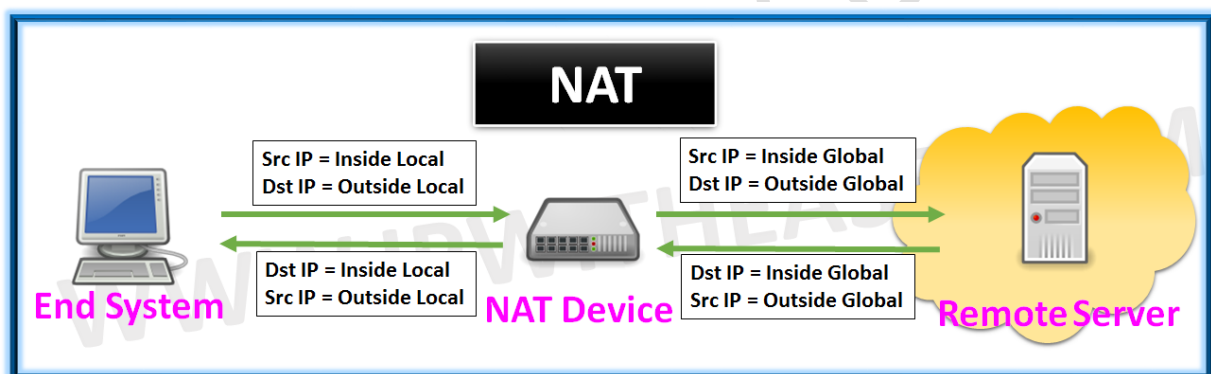 NAT
Src IP = Inside Local
Dst IP = Outside Local
Src IP = Inside Global
Dst IP = Outside Global
Dst IP = Inside Local
Src IP = Outside Local
Dst IP = Inside Global
Src IP = Outside Global
End System
NAT Device
Remote Server